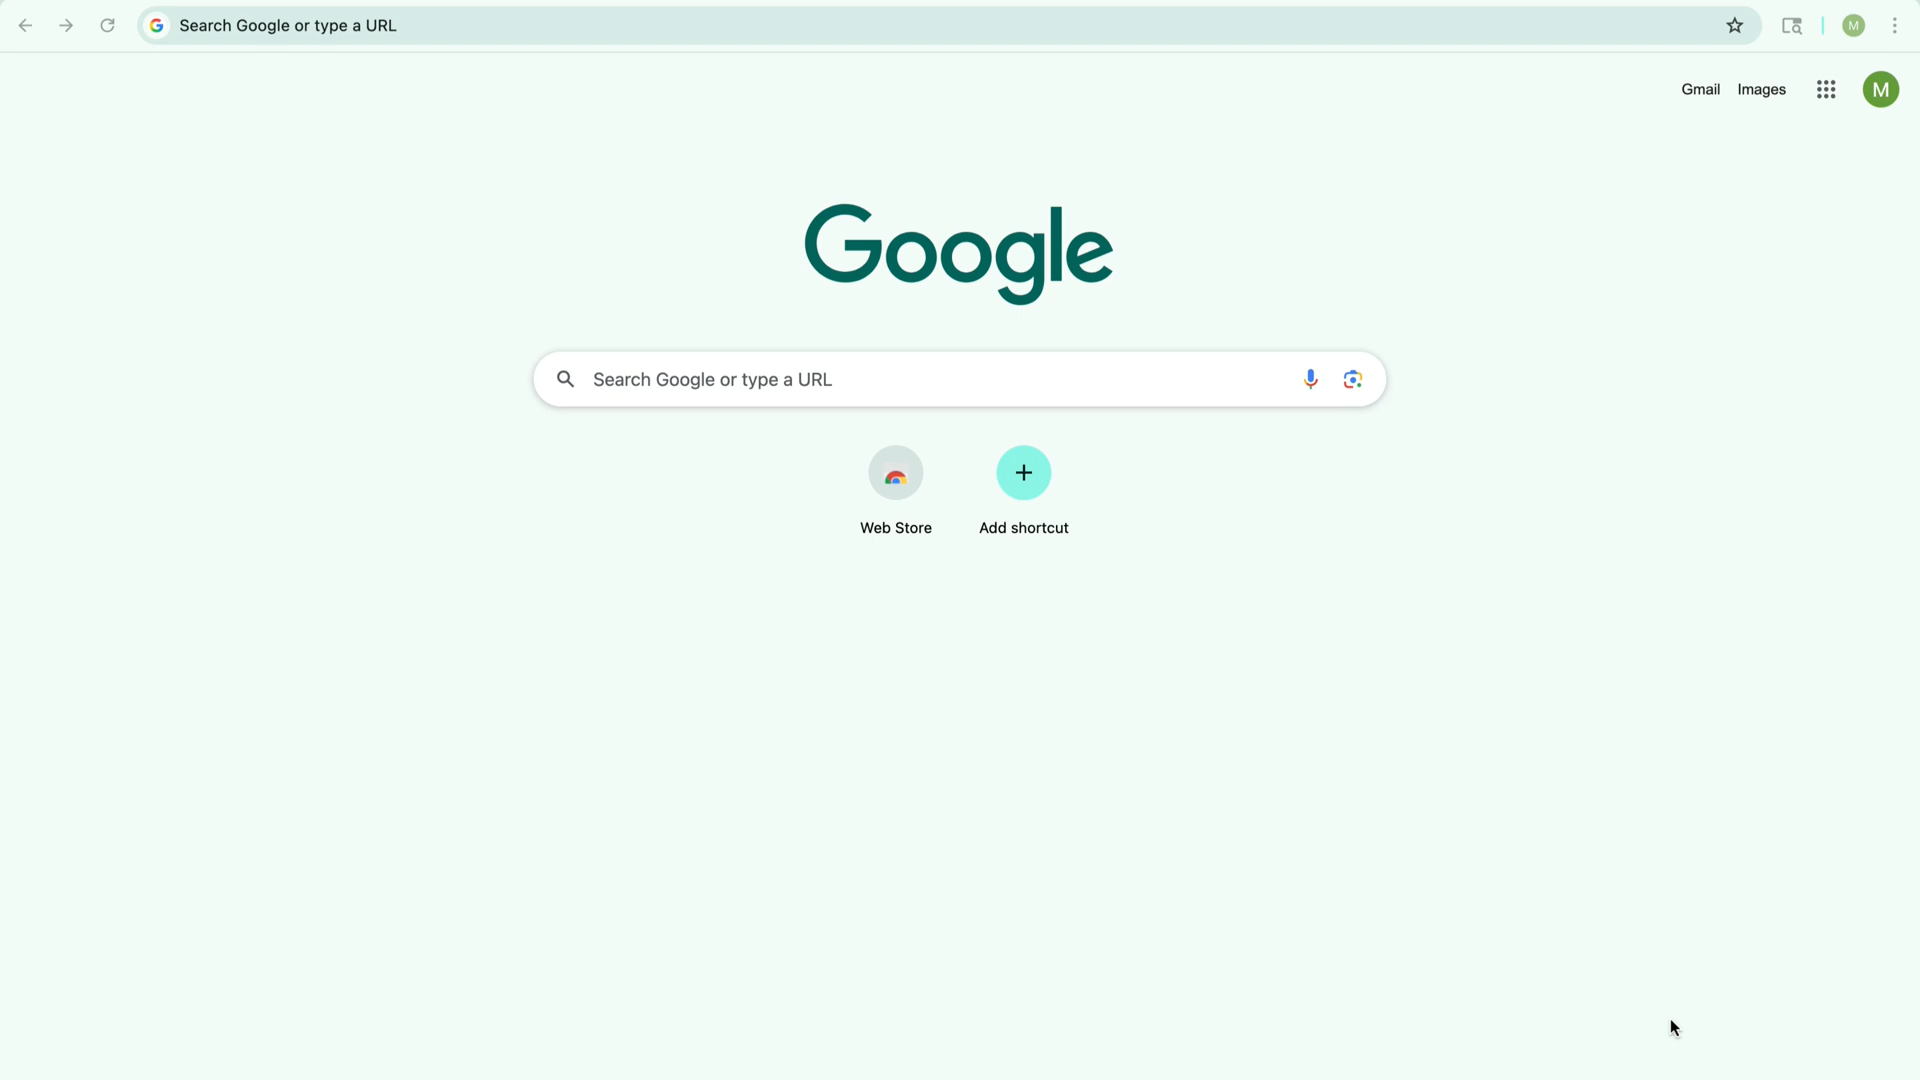 Search Google or type a URL
M
Gmail Images
M
Google
Search Google or type a URL
Web Store Add shortcut